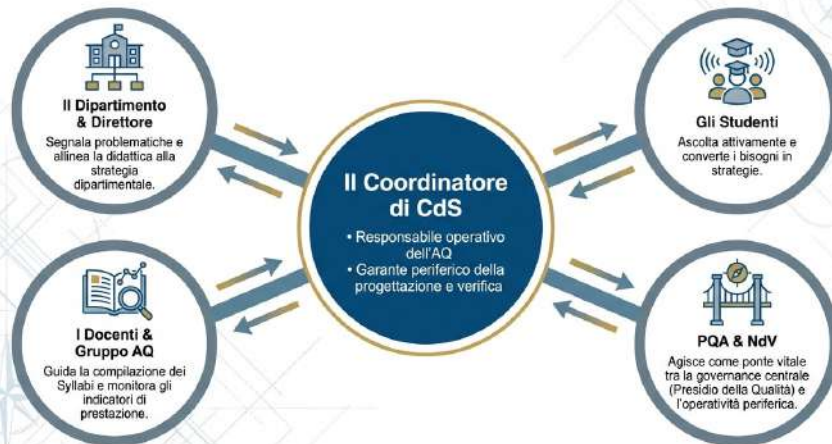 Il Dipartimento
& Direttore
Segnala problematiche e
allinea la didattica alla
strategia
dipartimentale.
Gli Studenti
Ascolta attivamente e
converte i bisogni in
strategie.
Il Coordinatore
di CdS
• Responsabile operativo
dell'AQ
• Garante periferico della
progettazione e verifica
I Docenti &
Gruppo AQ
Guida la compilazione dei
Syllabi e monitora gli
indicatori di
prestazione.
PQA & NdV
Agisce come ponte vitale
tra la governance centrale
(Presidio della Qualità) e
l'operatività periferica.